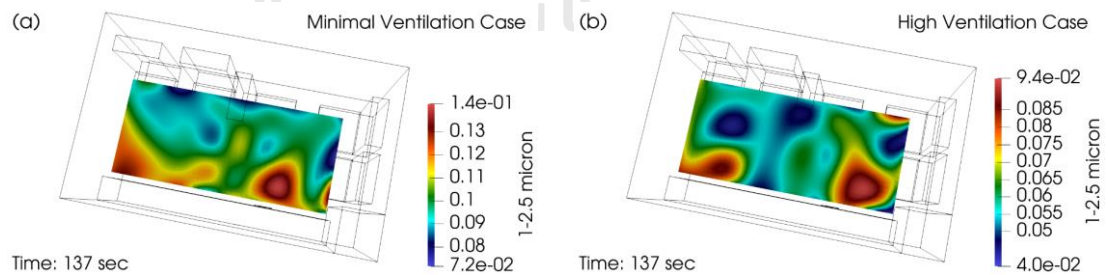 (a)
Minimal Ventilation Case
1.4e-01
0.13
0.12
0.11
0.1
0.09
0.08
7.2e-02
1-2.5 micron
Time: 137 sec
(b)
High Ventilation Case
9.4e-02
0.085
0.08
0.075
0.07
0.065
0.06
0.055
0.05
4.0e-02
1-2.5 micron
Time: 137 sec